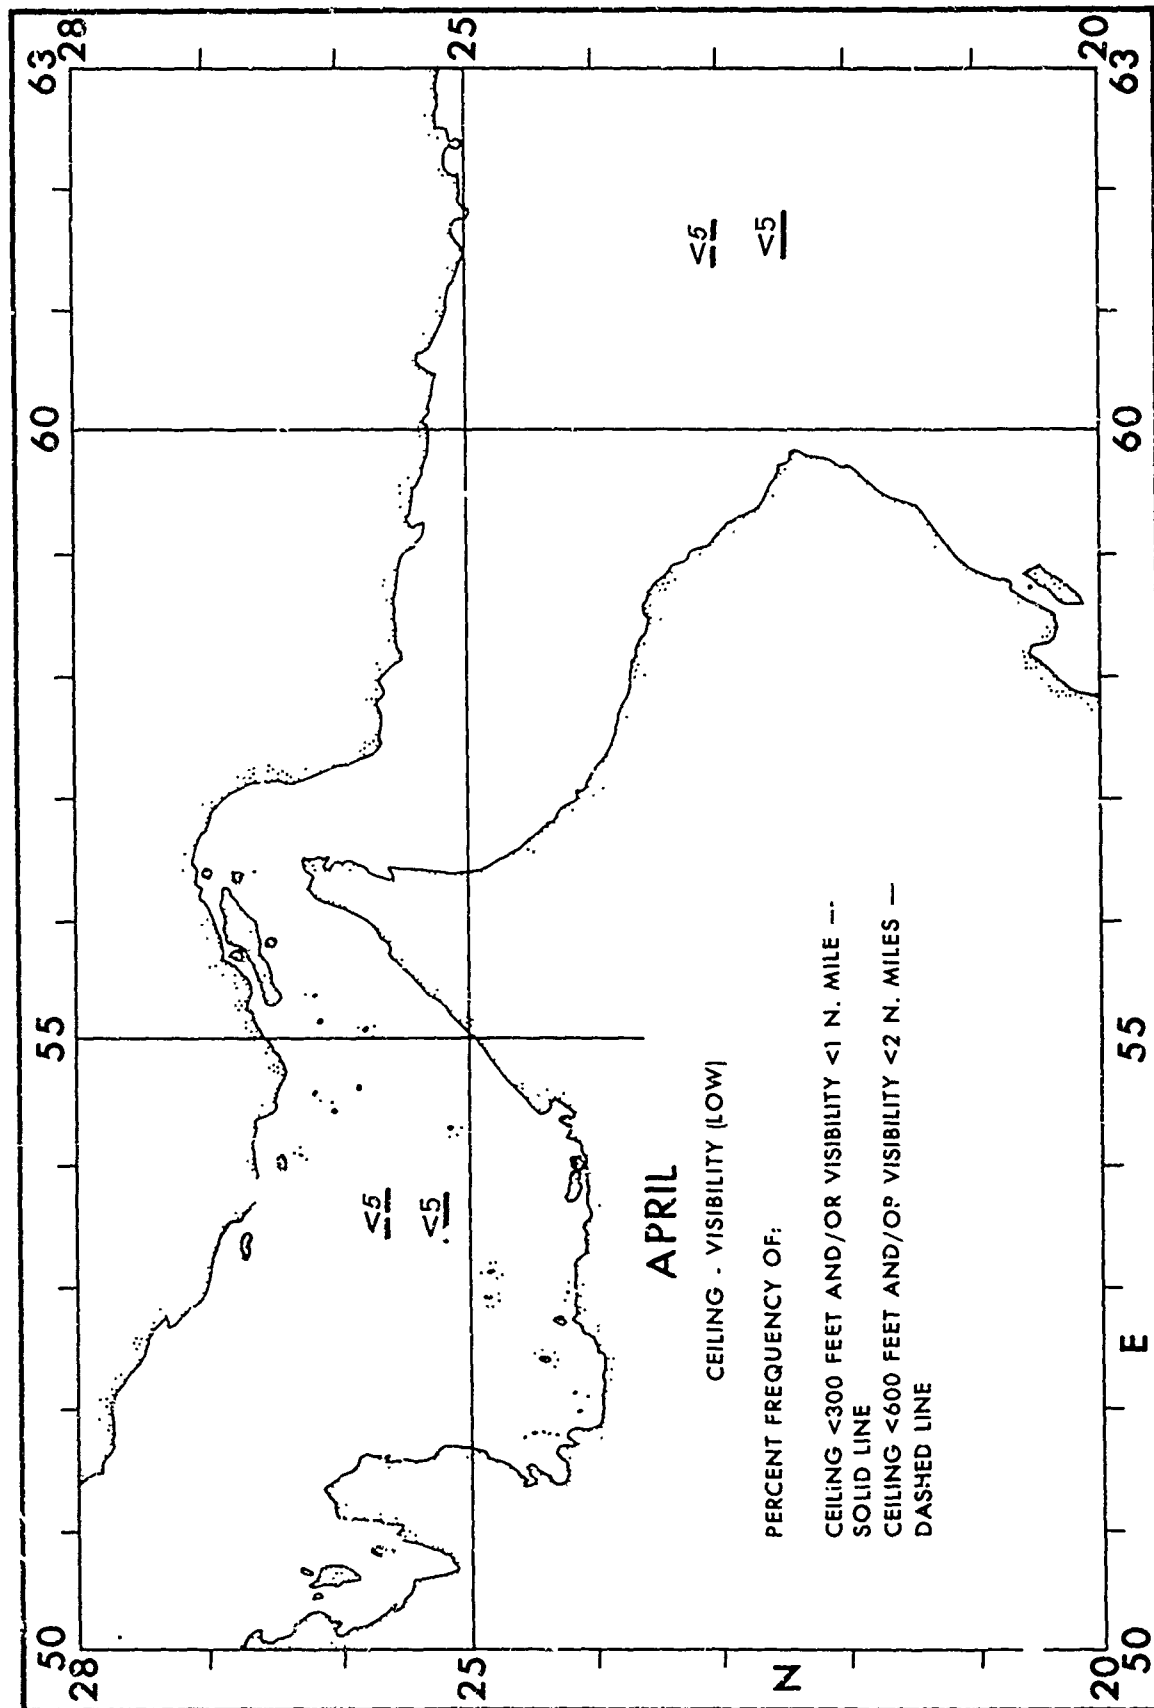 50 55 60 63
28 28
25 25
<5 <5
<5 <5
APRIL
CEILING - VISIBILITY (LOW)
PERCENT FREQUENCY OF:
CEILING <300 FEET AND/OR VISIBILITY <1 N. MILE —
SOLID LINE
CEILING <600 FEET AND/OR VISIBILITY <2 N. MILES —
DASHED LINE
N
20 20
50 E 55 60 63